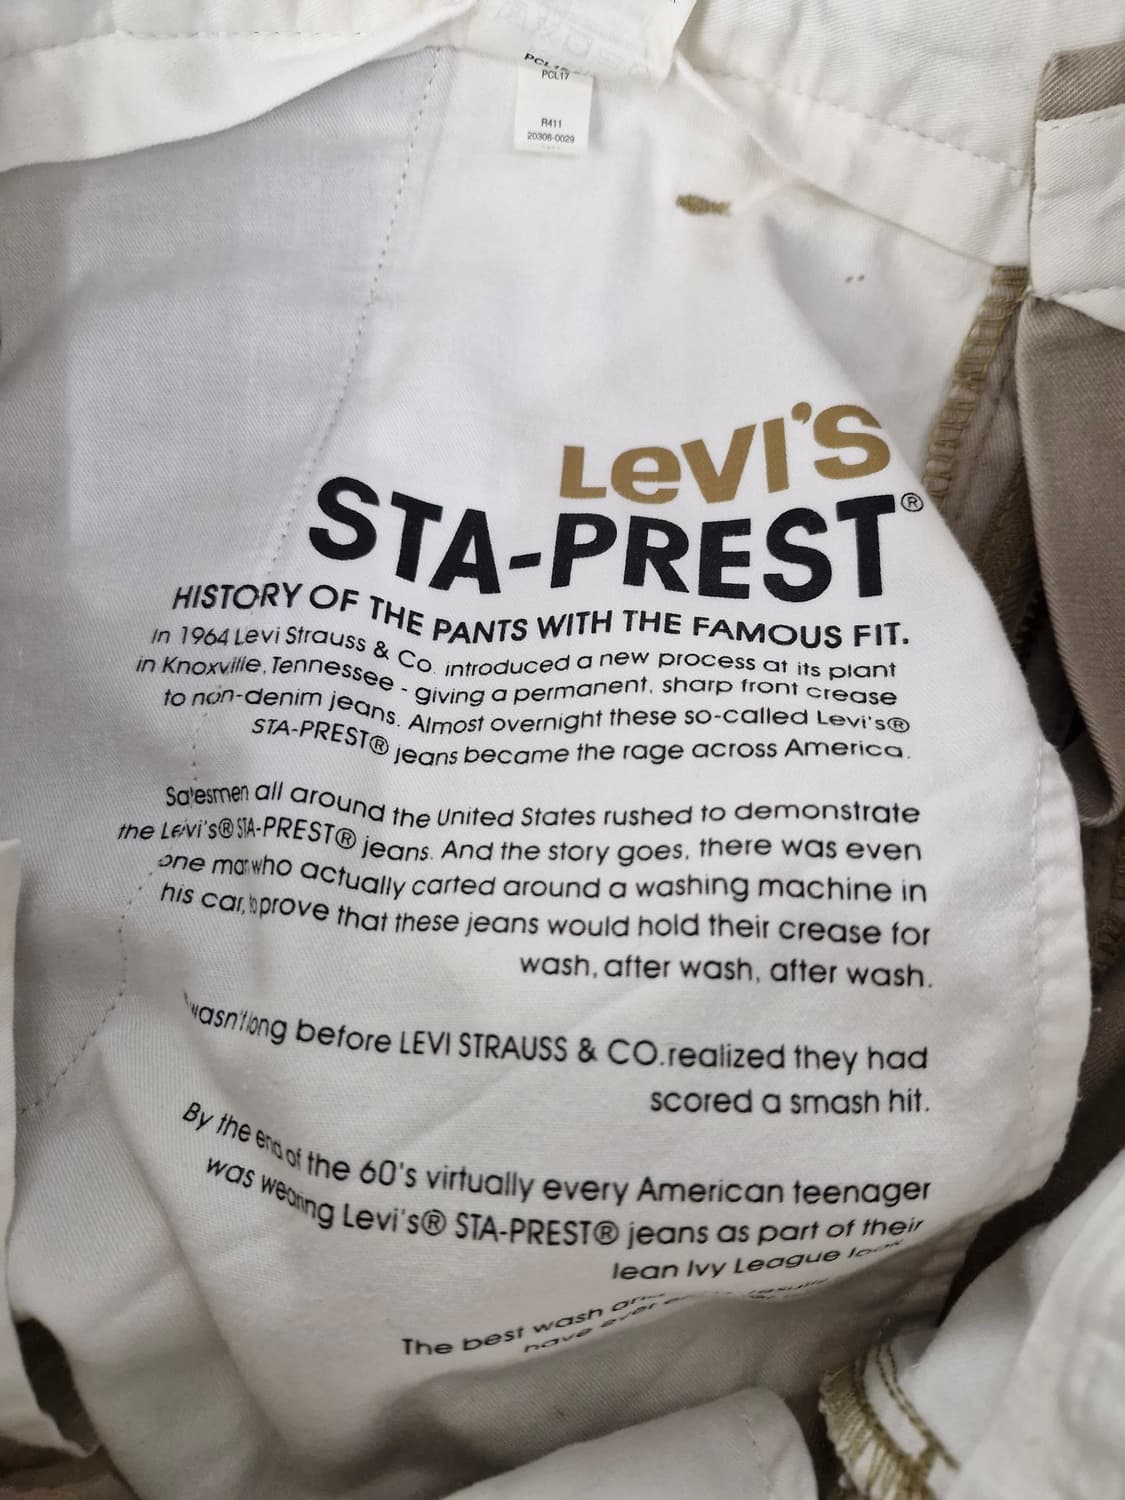 PCL17
R411
20306-0029
Levi's
STA-PREST®
HISTORY OF THE PANTS WITH THE FAMOUS FIT.
In 1964 Levi Strauss & Co. introduced a new process at its plant
in Knoxville, Tennessee - giving a permanent, sharp front crease
to non-denim jeans. Almost overnight these so-called Levi's®
STA-PREST® jeans became the rage across America.
Salesmen all around the United States rushed to demonstrate
the Levi's® STA-PREST® jeans. And the story goes, there was even
one man who actually carted around a washing machine in
his car, to prove that these jeans would hold their crease for
wash, after wash, after wash.
wasn't long before LEVI STRAUSS & CO. realized they had
scored a smash hit.
By the end of the 60's virtually every American teenager
was wearing Levi's® STA-PREST® jeans as part of their
lean Ivy League look
The best wash
have ever